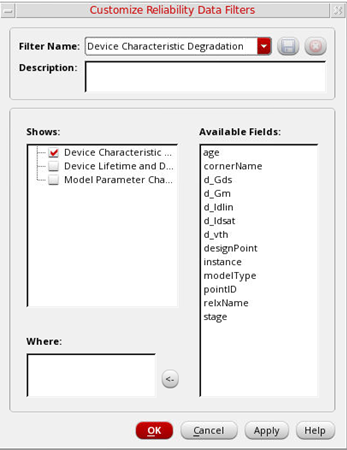 Customize Reliability Data Filters
Filter Name: Device Characteristic Degradation
Description:
Shows:
Device Characteristic ...
Device Lifetime and D...
Model Parameter Cha...
Available Fields:
age
cornerName
d_Gds
d_Gm
d_Idlin
d_Idsat
d_vth
designPoint
instance
modelType
pointID
relxName
stage
Where:
<-
OK Cancel Apply Help